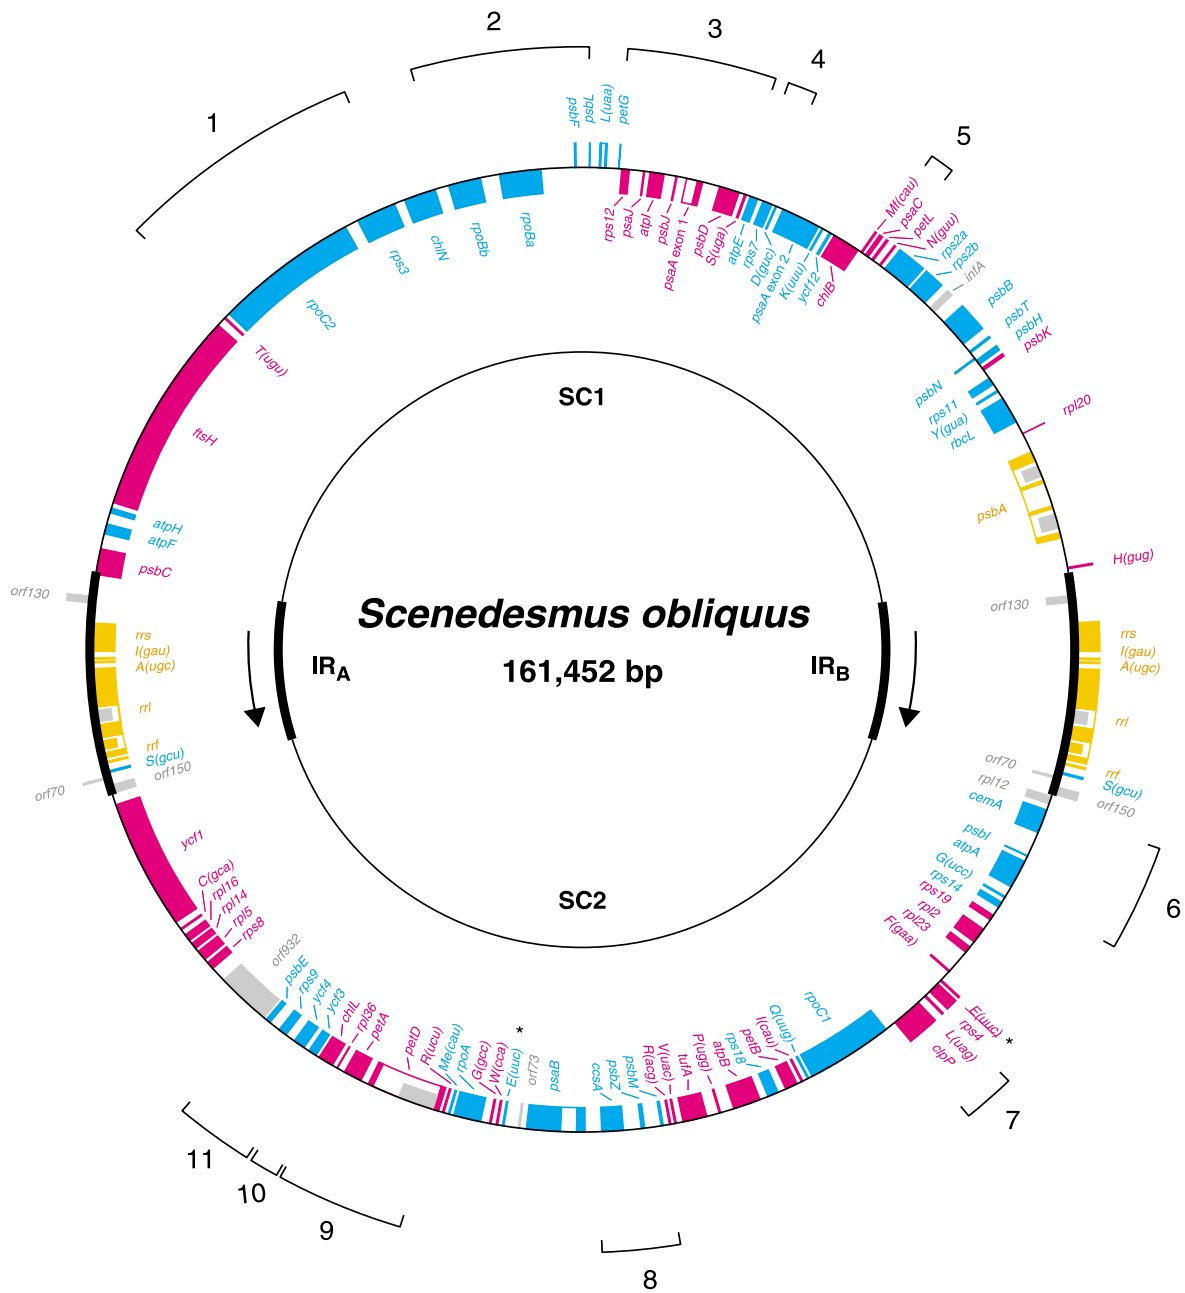 1
2
3
4
5
6
7
8
9
10
11
psbF
psbL
L(uaa)
petG
rps12
psaJ
atpI
psbJ
psaA exon 1
psbD
S(uga)
atpE
rps7
D(guc)
psaA exon 2
K(uuu)
ycf12
chlB
Mf(cau)
psaC
petL
N(guu)
rps2a
rps2b
infA
psbB
psbT
psbH
psbK
psbN
rps11
Y(gua)
rbcL
rpl20
psbA
H(gug)
orf130
rrs
I(gau)
A(ugc)
rrl
rrf
S(gcu)
orf150
orf70
rpl12
cemA
psbI
atpA
G(ucc)
rps14
rps19
rpl2
rpl23
F(gaa)
E(uuc)
*
rps4
L(uag)
clpP
rpoC1
Q(uug)
I(cau)
petB
rps18
atpB
P(ugg)
tufA
V(uac)
R(acg)
psbM
psbZ
ccsA
psaB
orf73
*
E(uuc)
W(cca)
G(gcc)
rpoA
Me(cau)
R(ucu)
petD
petA
rpl36
chlL
ycf3
ycf4
rps9
psbE
orf932
rps8
rpl5
rpl14
rpl16
C(gca)
ycf1
orf70
orf150
S(gcu)
rrf
rrl
A(ugc)
I(gau)
rrs
orf130
psbC
atpF
atpH
ftsH
T(ugu)
rpoC2
rps3
chlN
rpoBb
rpoBa
SC1
Scenedesmus obliquus
161,452 bp
IRA
IRB
SC2